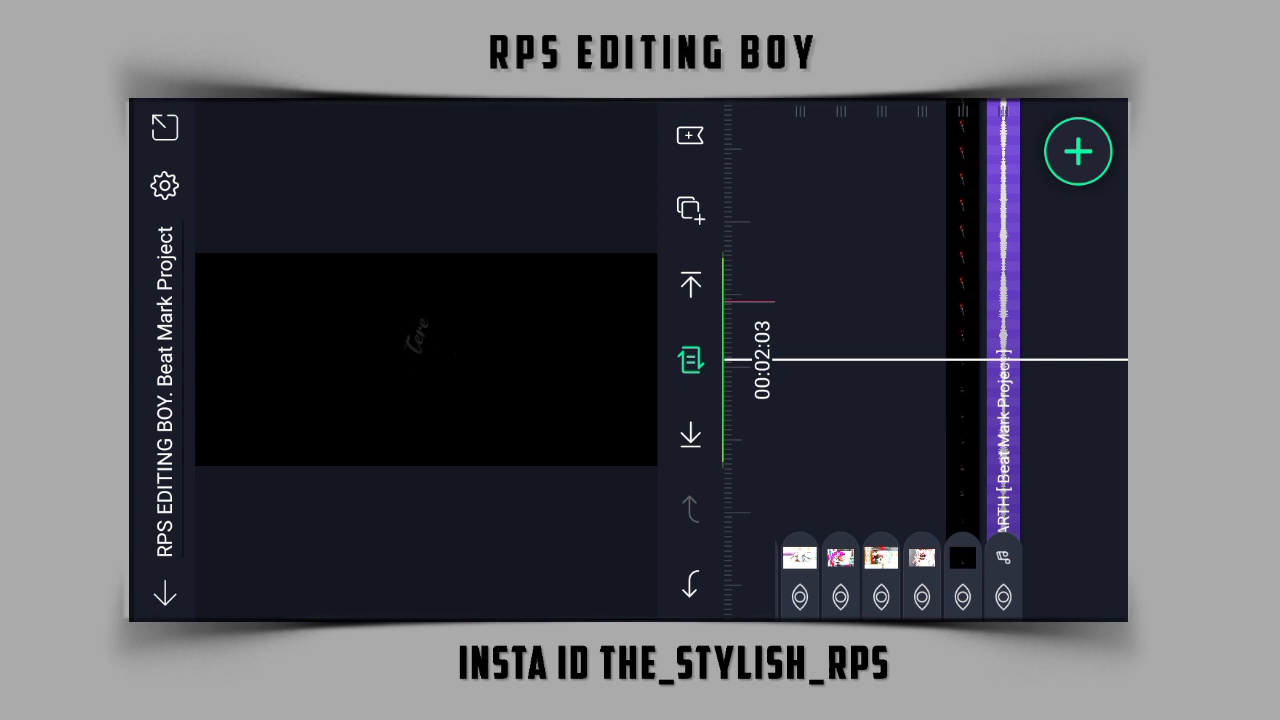 RPS EDITING BOY
RPS EDITING BOY. Beat Mark Project
Tere
00:02:03
ARTH [ Beat Mark Project ]
INSTA ID THE_STYLISH_RPS